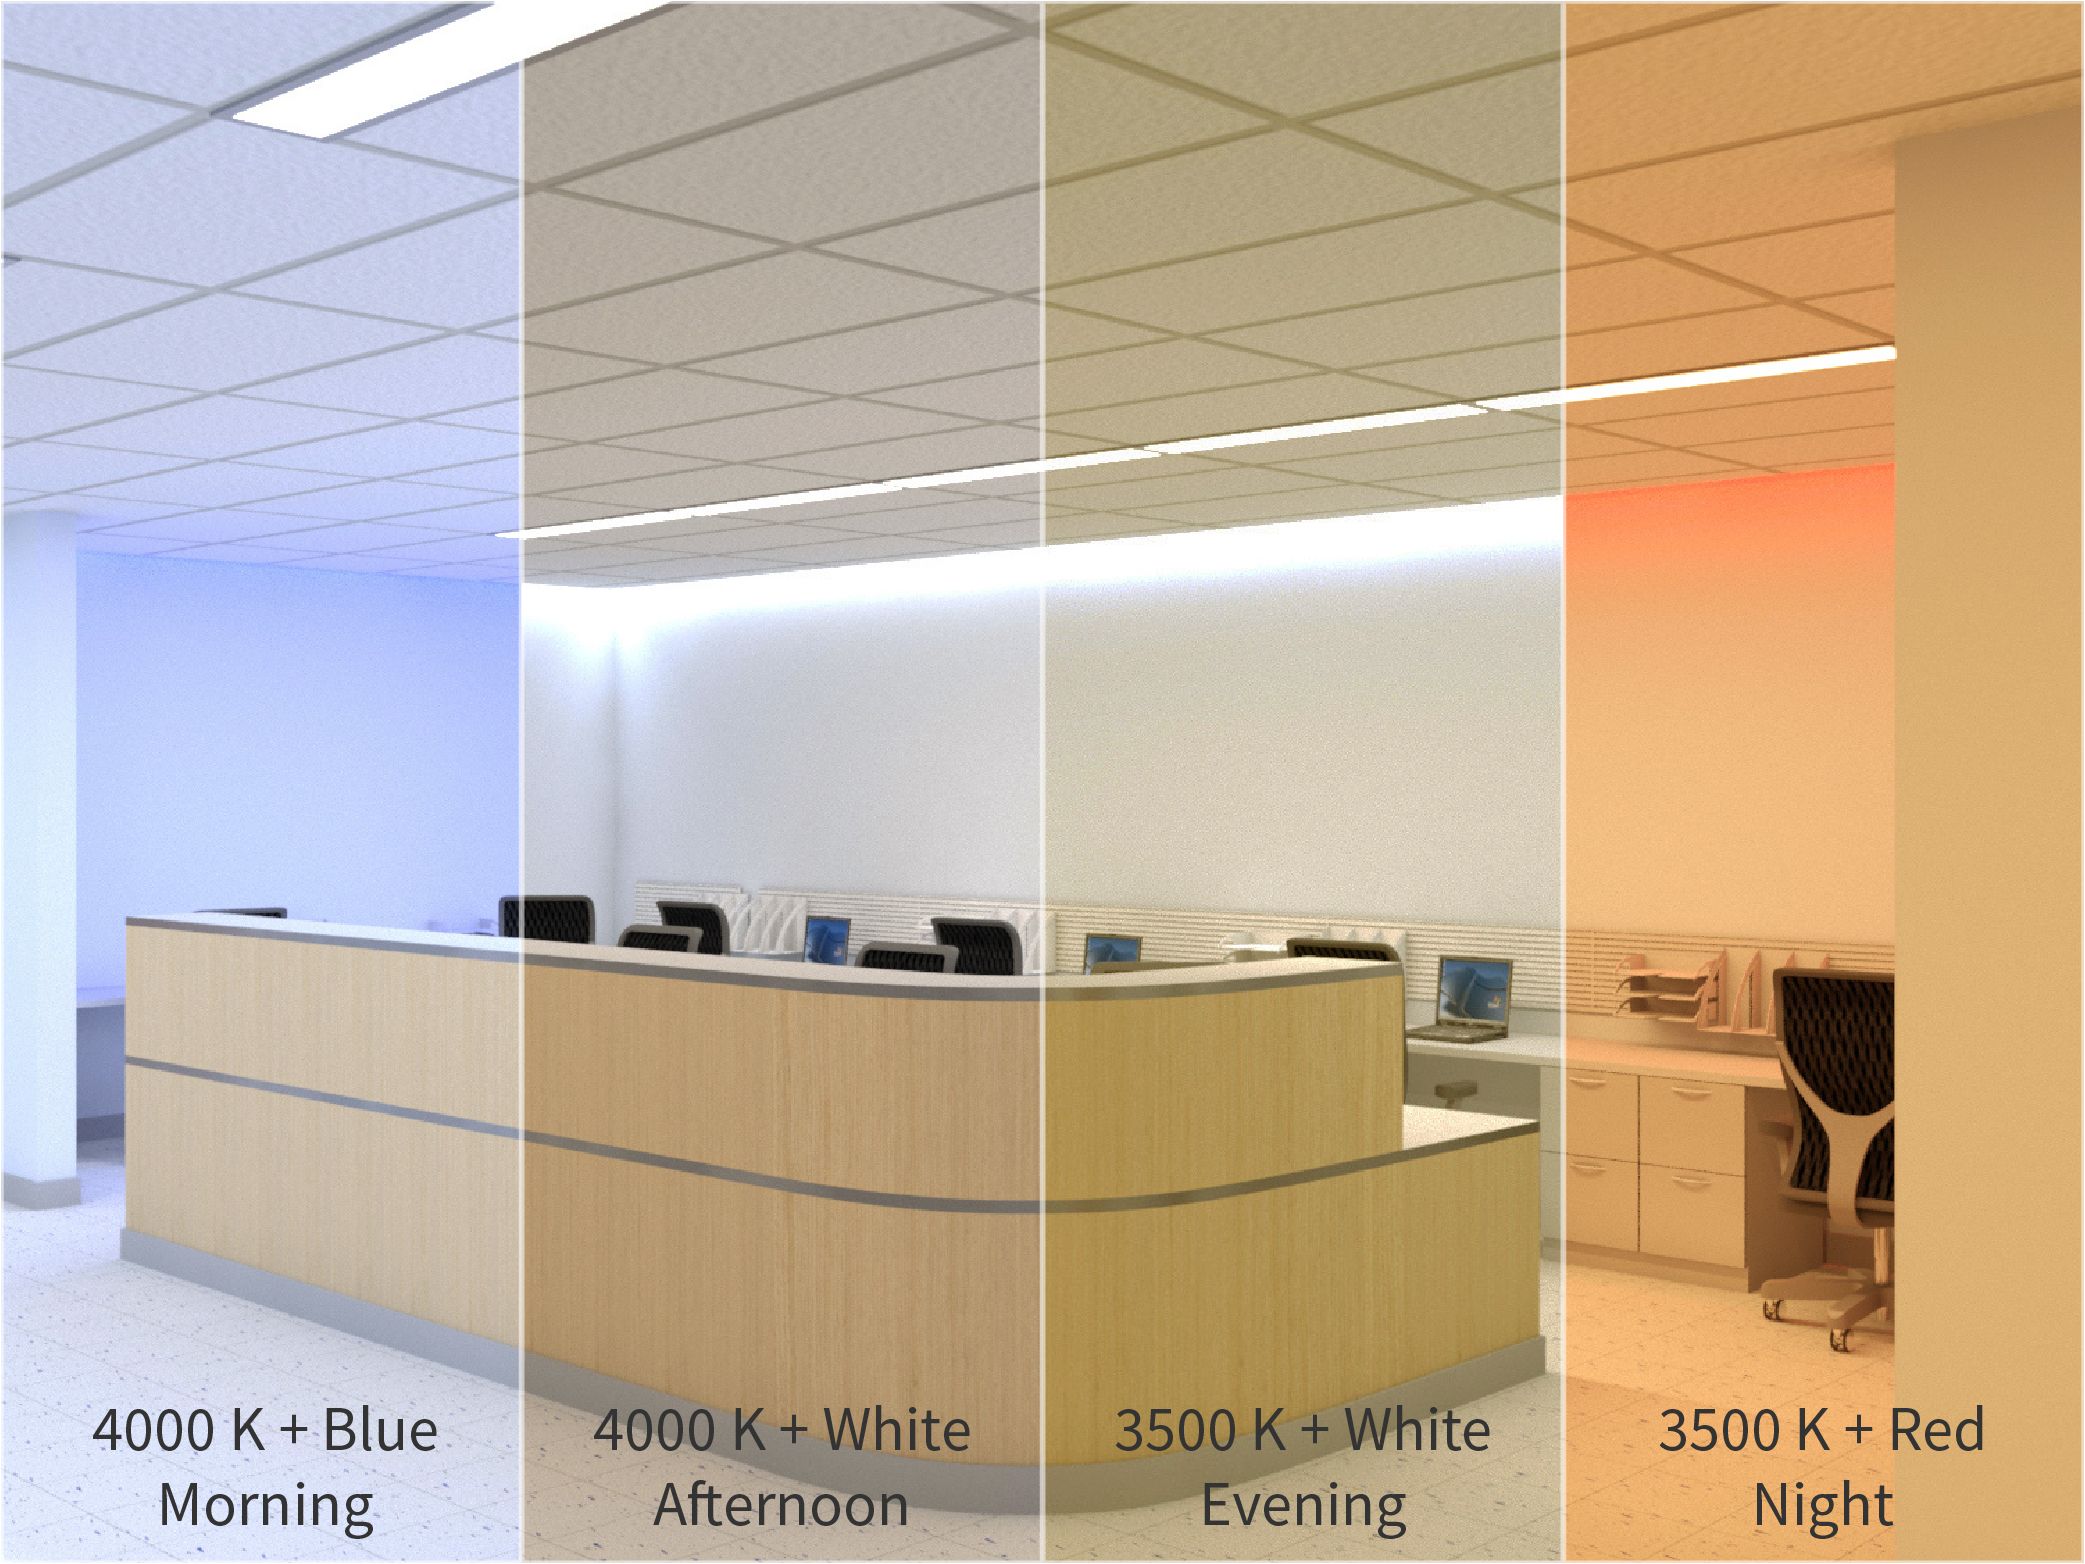 4000 K + Blue
Morning
4000 K + White
Afternoon
3500 K + White
Evening
3500 K + Red
Night